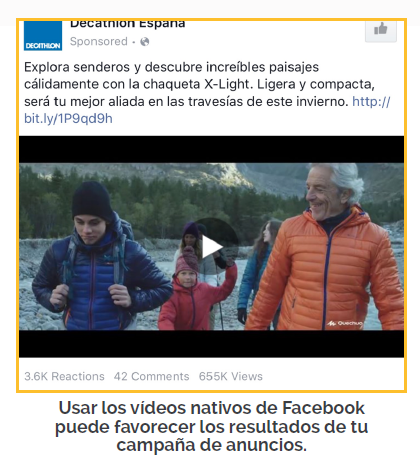 Decathlon España
DECATHLON
Sponsored ·
Explora senderos y descubre increíbles paisajes
cálidamente con la chaqueta X-Light. Ligera y compacta,
será tu mejor aliada en las travesías de este invierno. http://
bit.ly/1P9qd9h
Quechua
3.6K Reactions 42 Comments 655K Views
Usar los vídeos nativos de Facebook
puede favorecer los resultados de tu
campaña de anuncios.